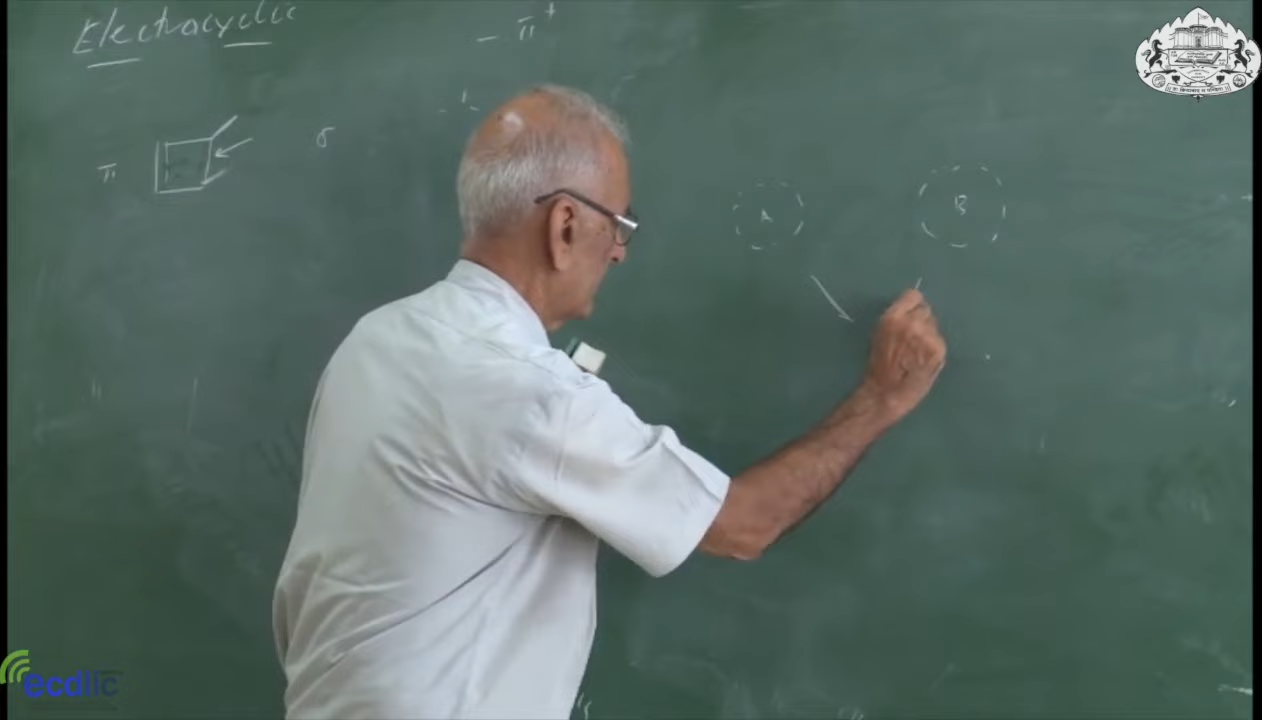 Electrocyclic
π+
π
σ
A
B
ecdlic